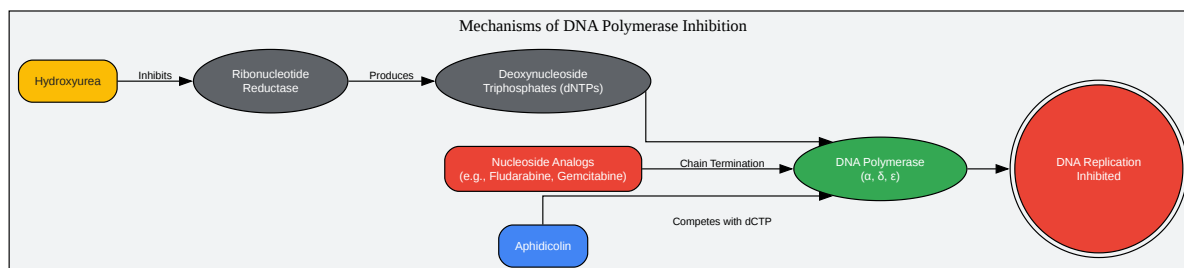 Mechanisms of DNA Polymerase Inhibition
Hydroxyurea
Inhibits
Ribonucleotide
Reductase
Produces
Deoxynucleoside
Triphosphates (dNTPs)
Nucleoside Analogs
(e.g., Fludarabine, Gemcitabine)
Chain Termination
DNA Polymerase
(α, δ, ε)
DNA Replication
Inhibited
Competes with dCTP
Aphidicolin